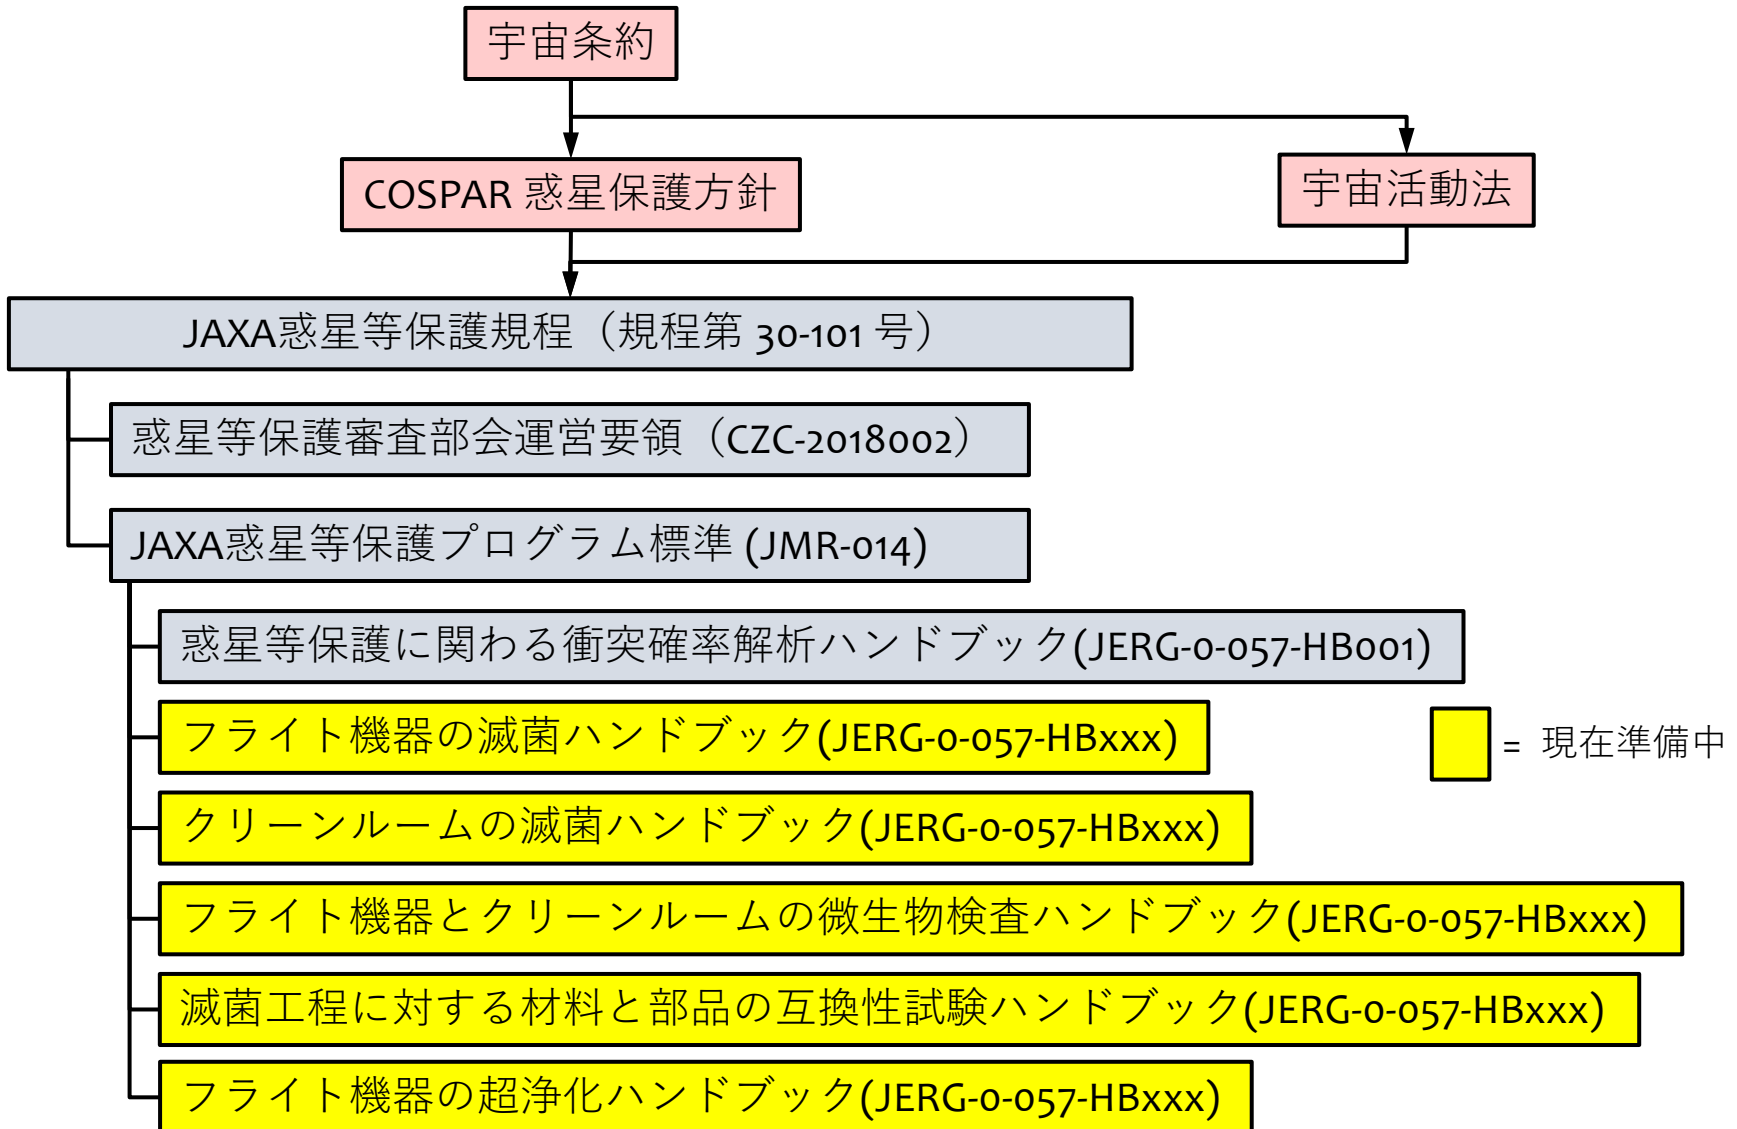 宇宙条約
COSPAR 惑星保護方針
宇宙活動法
JAXA惑星等保護規程（規程第 30-101 号）
惑星等保護審査部会運営要領（CZC-2018002）
JAXA惑星等保護プログラム標準 (JMR-014)
惑星等保護に関わる衝突確率解析ハンドブック(JERG-0-057-HB001)
フライト機器の滅菌ハンドブック(JERG-0-057-HBxxx)
= 現在準備中
クリーンルームの滅菌ハンドブック(JERG-0-057-HBxxx)
フライト機器とクリーンルームの微生物検査ハンドブック(JERG-0-057-HBxxx)
滅菌工程に対する材料と部品の互換性試験ハンドブック(JERG-0-057-HBxxx)
フライト機器の超浄化ハンドブック(JERG-0-057-HBxxx)